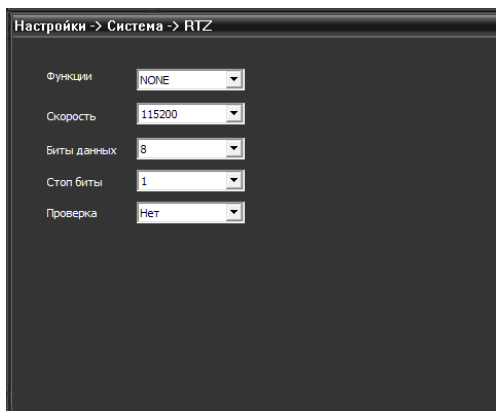 Настройки -> Система -> RTZ
Функции NONE
Скорость 115200
Биты данных 8
Стоп биты 1
Проверка Нет